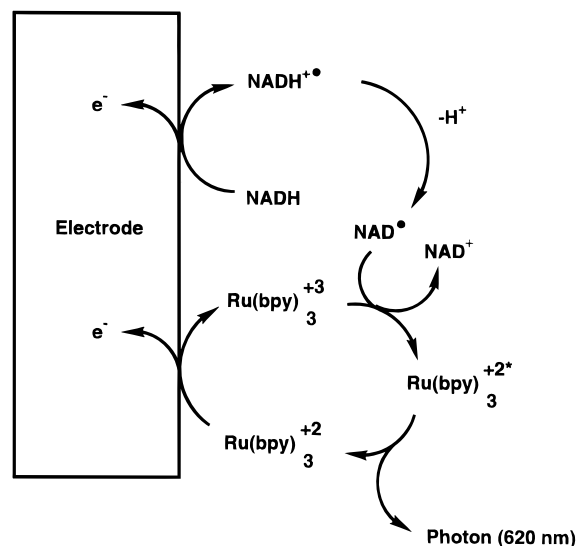 NADH+●
e-
-H+
NADH
Electrode
NAD●
NAD+
Ru(bpy)3+3
e-
Ru(bpy)3+2*
Ru(bpy)3+2
Photon (620 nm)